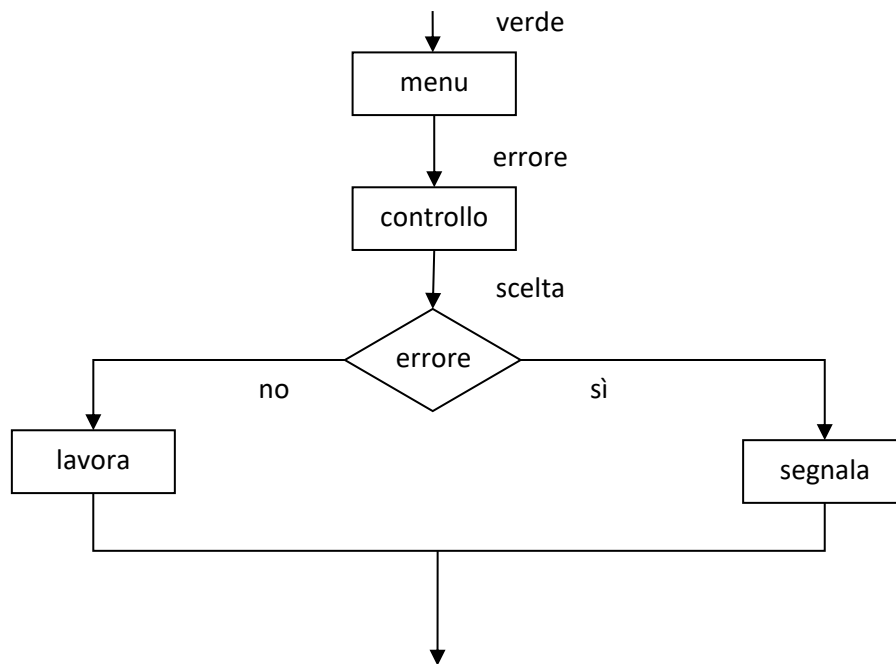 verde
menu
errore
controllo
scelta
errore
no
sì
lavora
segnala